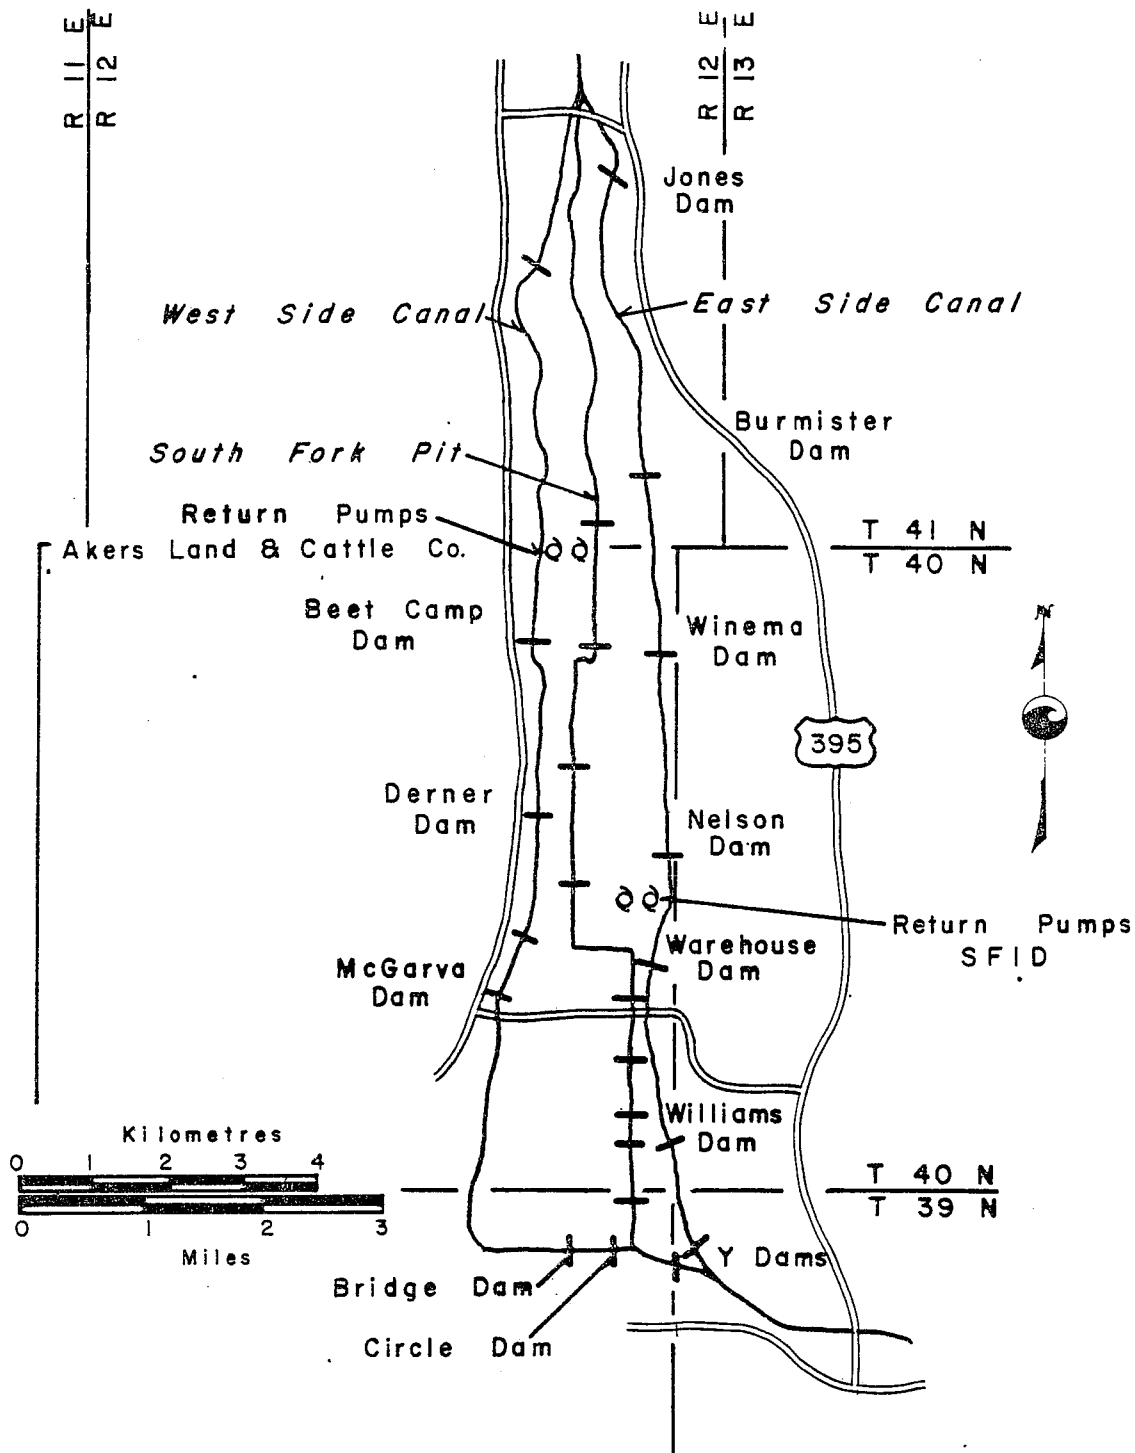 R 11 E
R 12 E
R 12 E
R 13 E
Jones
Dam
West Side Canal
East Side Canal
Burmister
Dam
South Fork Pit
Return Pumps
Akers Land & Cattle Co.
T 41 N
T 40 N
Beet Camp
Dam
Winema
Dam
N
395
Derner
Dam
Nelson
Dam
Return Pumps
SFID
Warehouse
Dam
McGarva
Dam
Williams
Dam
Kilometres
0 1 2 3 4
0 1 2 3
Miles
T 40 N
T 39 N
Y Dams
Bridge Dam
Circle Dam